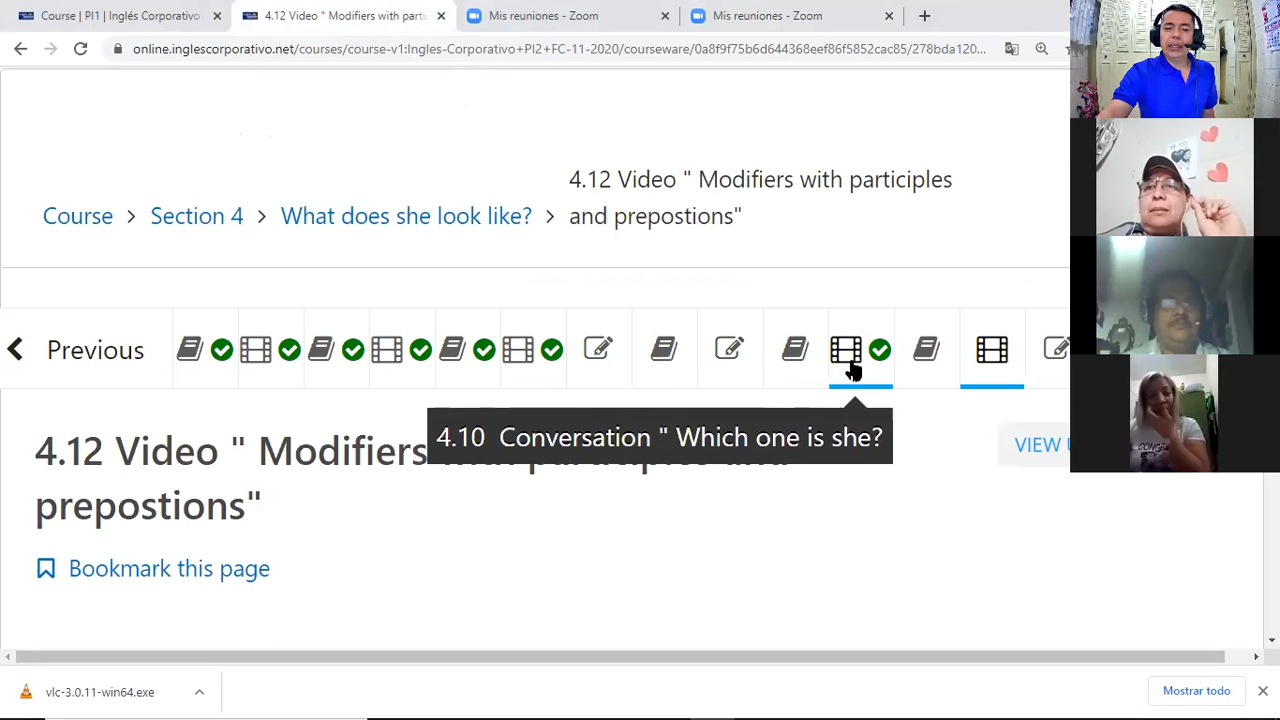 Course | PI1 | Inglés Corporativo
4.12 Video " Modifiers with parti
Mis reuniones - Zoom
Mis reuniones - Zoom
online.inglescorporativo.net/courses/course-v1:Ingles-Corporativo+PI2+FC-11-2020/courseware/0a8f9f75b6d644368eef86f5852cac82/278bda120...
4.12 Video " Modifiers with participles
Course > Section 4 > What does she look like? > and prepostions"
Previous
4.10 Conversation " Which one is she?
4.12 Video " Modifiers
prepostions"
VIEW U
Bookmark this page
vlc-3.0.11-win64.exe
Mostrar todo